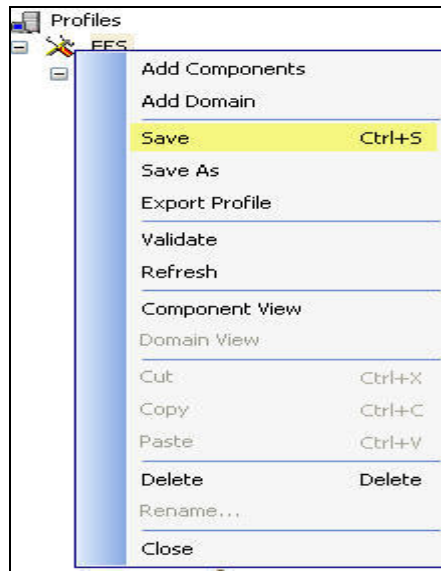 Profiles
EES
Add Components
Add Domain
Save Ctrl+S
Save As
Export Profile
Validate
Refresh
Component View
Domain View
Cut Ctrl+X
Copy Ctrl+C
Paste Ctrl+V
Delete Delete
Rename...
Close